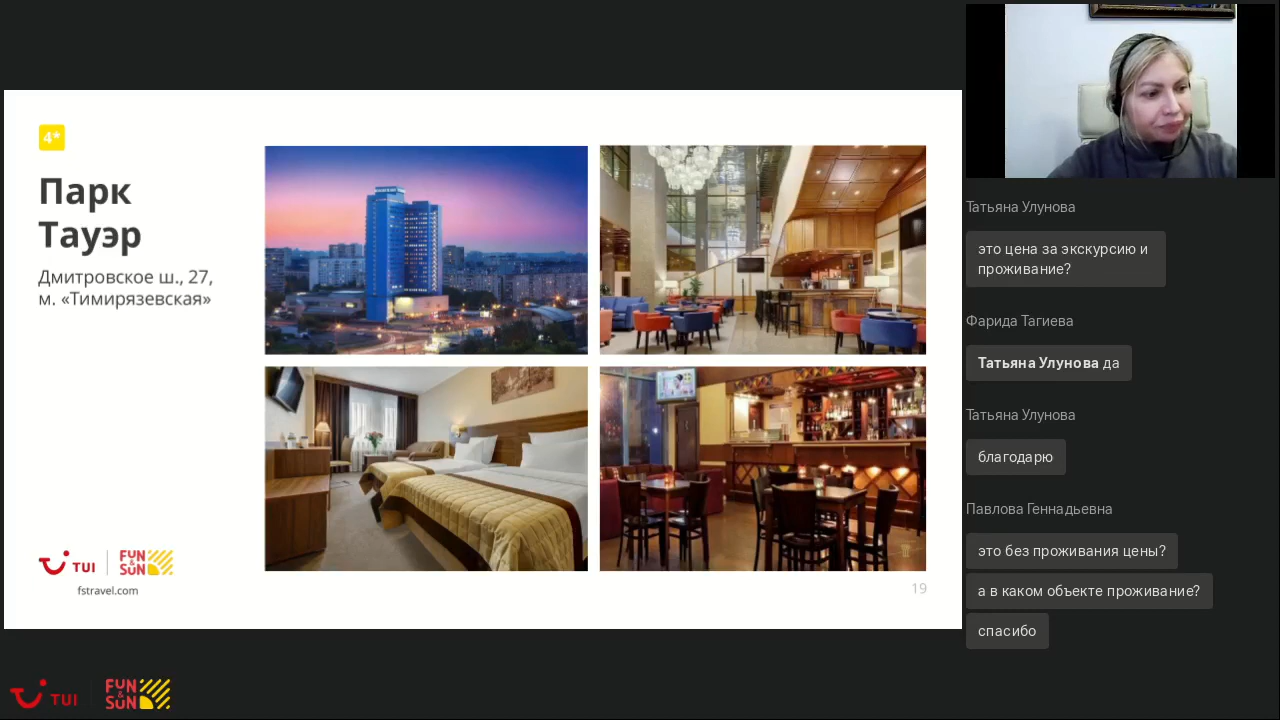 4*
Парк
Тауэр
Дмитровское ш., 27,
м. «Тимирязевская»
TUI
FUN
&
SUN
fstravel.com
19
TUI
FUN
&
SUN
Татьяна Улунова
это цена за экскурсию и
проживание?
Фарида Тагиева
Татьяна Улунова да
Татьяна Улунова
благодарю
Павлова Геннадьевна
это без проживания цены?
а в каком объекте проживание?
спасибо